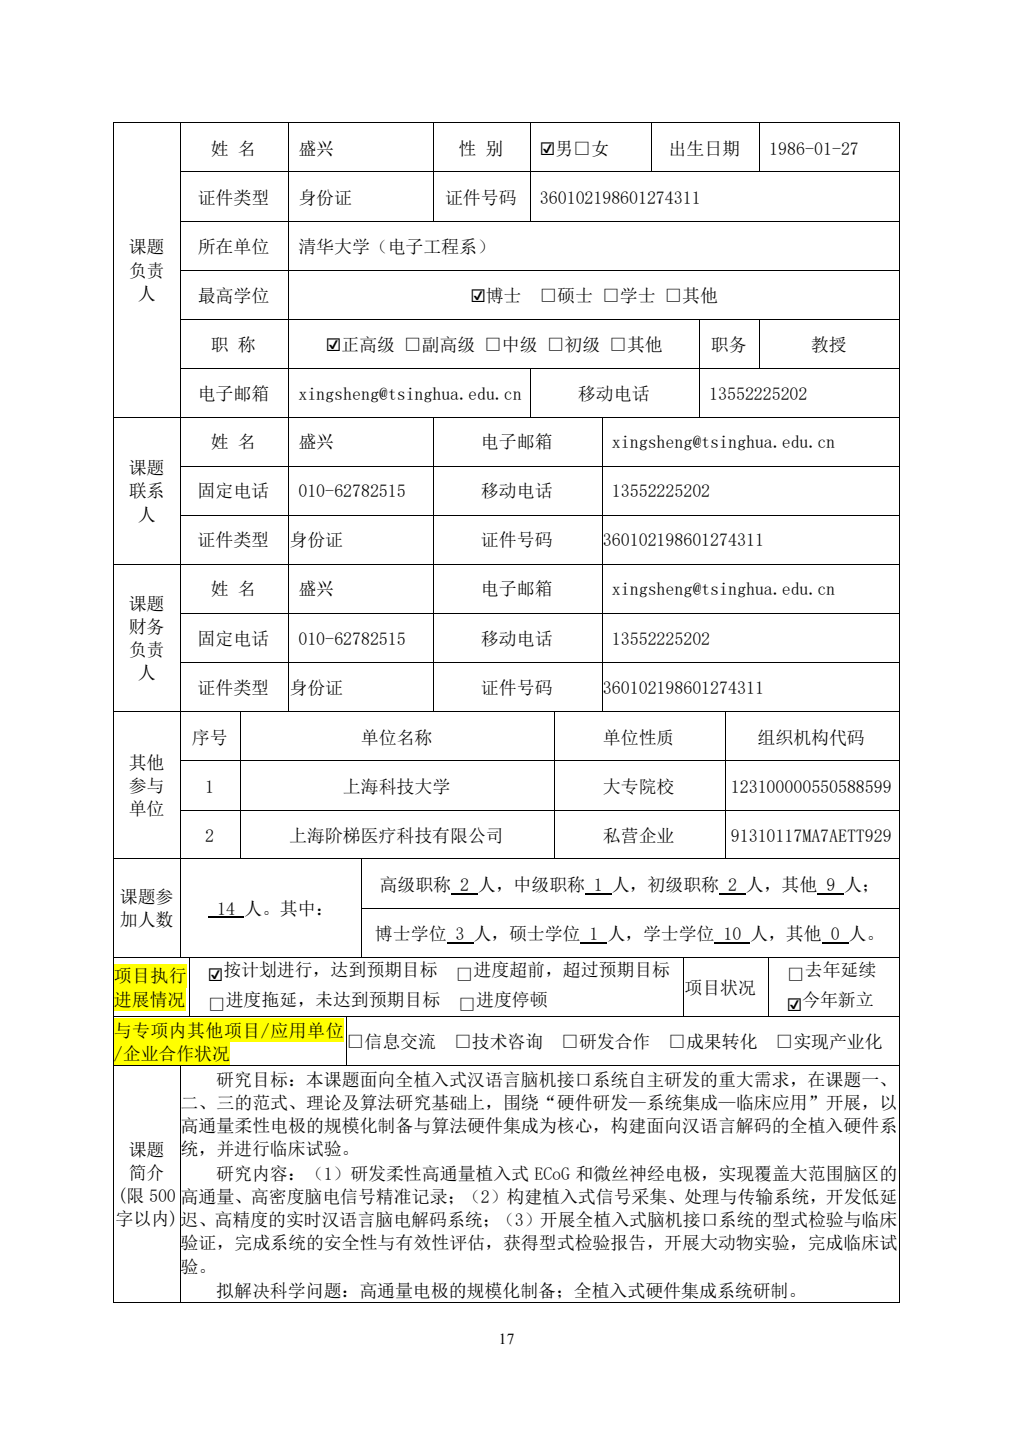 课题
负责
人
姓 名 盛兴 性 别 ☑男□女 出生日期 1986-01-27
证件类型 身份证 证件号码 360102198601274311
所在单位 清华大学（电子工程系）
最高学位 ☑博士 □硕士 □学士 □其他
职 称 ☑正高级 □副高级 □中级 □初级 □其他 职务 教授
电子邮箱 xingsheng@tsinghua.edu.cn 移动电话 13552225202
课题
联系
人
姓 名 盛兴 电子邮箱 xingsheng@tsinghua.edu.cn
固定电话 010-62782515 移动电话 13552225202
证件类型 身份证 证件号码 360102198601274311
课题
财务
负责
人
姓 名 盛兴 电子邮箱 xingsheng@tsinghua.edu.cn
固定电话 010-62782515 移动电话 13552225202
证件类型 身份证 证件号码 360102198601274311
其他
参与
单位
序号 单位名称 单位性质 组织机构代码
1 上海科技大学 大专院校 123100000550588599
2 上海阶梯医疗科技有限公司 私营企业 91310117MA7AETT929
课题参
加人数
14 人。其中：
高级职称 2 人，中级职称 1 人，初级职称 2 人，其他 9 人；
博士学位 3 人，硕士学位 1 人，学士学位 10 人，其他 0 人。
项目执行
进展情况
☑按计划进行，达到预期目标 □进度超前，超过预期目标
□进度拖延，未达到预期目标 □进度停顿
项目状况
□去年延续
☑今年新立
与专项内其他项目/应用单位
/企业合作状况
□信息交流 □技术咨询 □研发合作 □成果转化 □实现产业化
课题
简介
(限 500
字以内)
研究目标：本课题面向全植入式汉语言脑机接口系统自主研发的重大需求，在课题一、
二、三的范式、理论及算法研究基础上，围绕“硬件研发—系统集成—临床应用”开展，以
高通量柔性电极的规模化制备与算法硬件集成为核心，构建面向汉语言解码的全植入硬件系
统，并进行临床试验。
研究内容：（1）研发柔性高通量植入式 ECoG 和微丝神经电极，实现覆盖大范围脑区的
高通量、高密度脑电信号精准记录；（2）构建植入式信号采集、处理与传输系统，开发低延
迟、高精度的实时汉语言脑电解码系统；（3）开展全植入式脑机接口系统的型式检验与临床
验证，完成系统的安全性与有效性评估，获得型式检验报告，开展大动物实验，完成临床试
验。
拟解决科学问题：高通量电极的规模化制备；全植入式硬件集成系统研制。
17